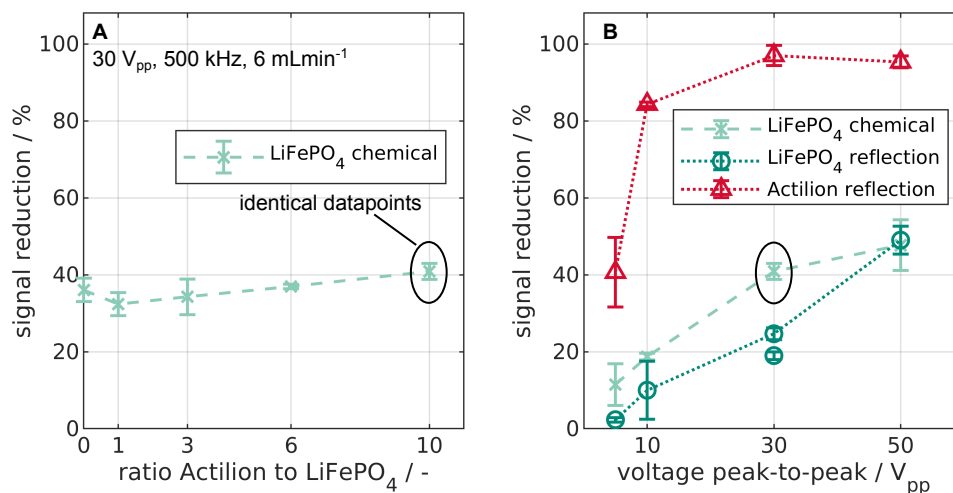 A
30 Vpp, 500 kHz, 6 mLmin-1
signal reduction / %
100
80
60
40
20
0
LiFePO4 chemical
identical datapoints
0 1 3 6 10
ratio Actilion to LiFePO4 / -
B
signal reduction / %
100
80
60
40
20
0
LiFePO4 chemical
LiFePO4 reflection
Actilion reflection
10 30 50
voltage peak-to-peak / Vpp